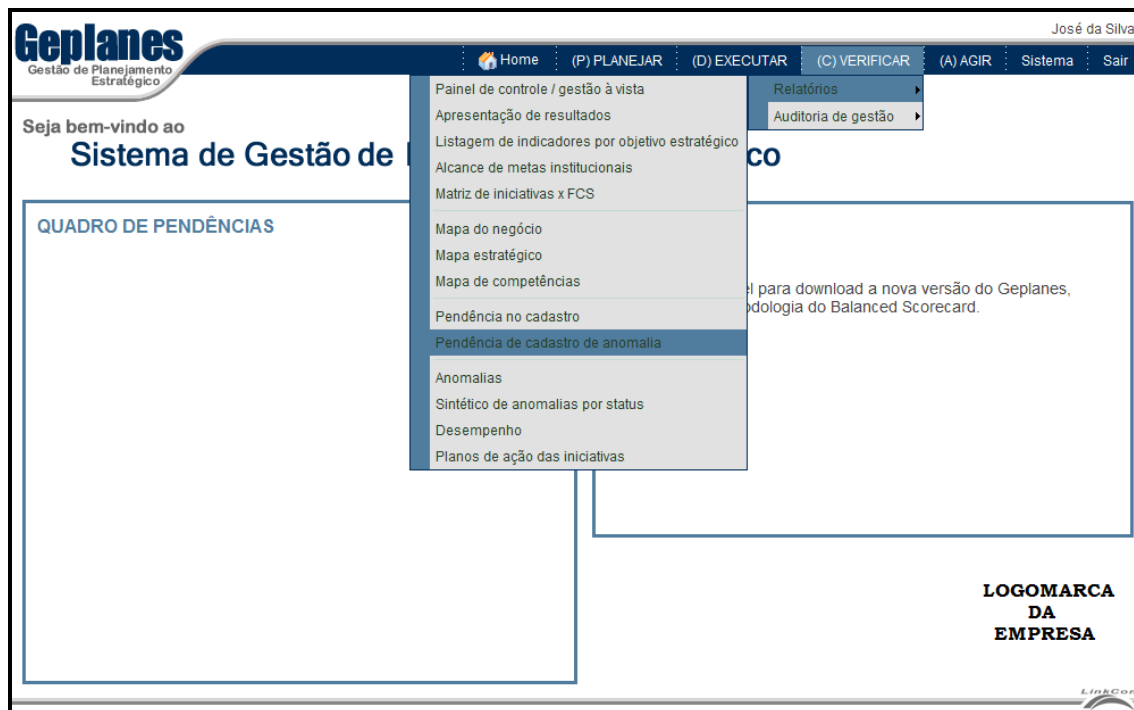 José da Silva
Geplanes
Gestão de Planejamento
Estratégico
Home (P) PLANEJAR (D) EXECUTAR (C) VERIFICAR (A) AGIR Sistema Sair
Relatórios
Auditoria de gestão
Painel de controle / gestão à vista
Apresentação de resultados
Listagem de indicadores por objetivo estratégico
Alcance de metas institucionais
Matriz de iniciativas x FCS
Mapa do negócio
Mapa estratégico
Mapa de competências
Pendência no cadastro
Pendência de cadastro de anomalia
Anomalias
Sintético de anomalias por status
Desempenho
Planos de ação das iniciativas
Seja bem-vindo ao
Sistema de Gestão de
QUADRO DE PENDÊNCIAS
para download a nova versão do Geplanes,
do Balanced Scorecard.
LOGOMARCA
DA
EMPRESA